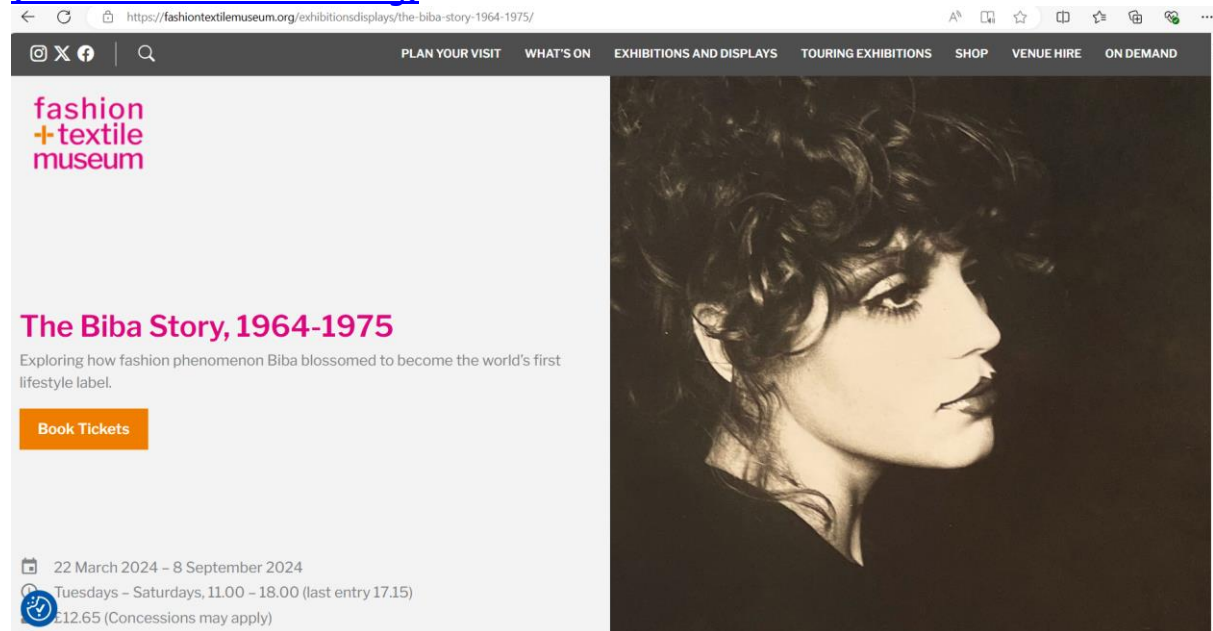 https://fashiontextilemuseum.org/exhibitionsdisplays/the-biba-story-1964-1975/
PLAN YOUR VISIT WHAT'S ON EXHIBITIONS AND DISPLAYS TOURING EXHIBITIONS SHOP VENUE HIRE ON DEMAND
fashion
+textile
museum
The Biba Story, 1964-1975
Exploring how fashion phenomenon Biba blossomed to become the world's first
lifestyle label.
Book Tickets
22 March 2024 – 8 September 2024
Tuesdays – Saturdays, 11.00 – 18.00 (last entry 17.15)
£12.65 (Concessions may apply)